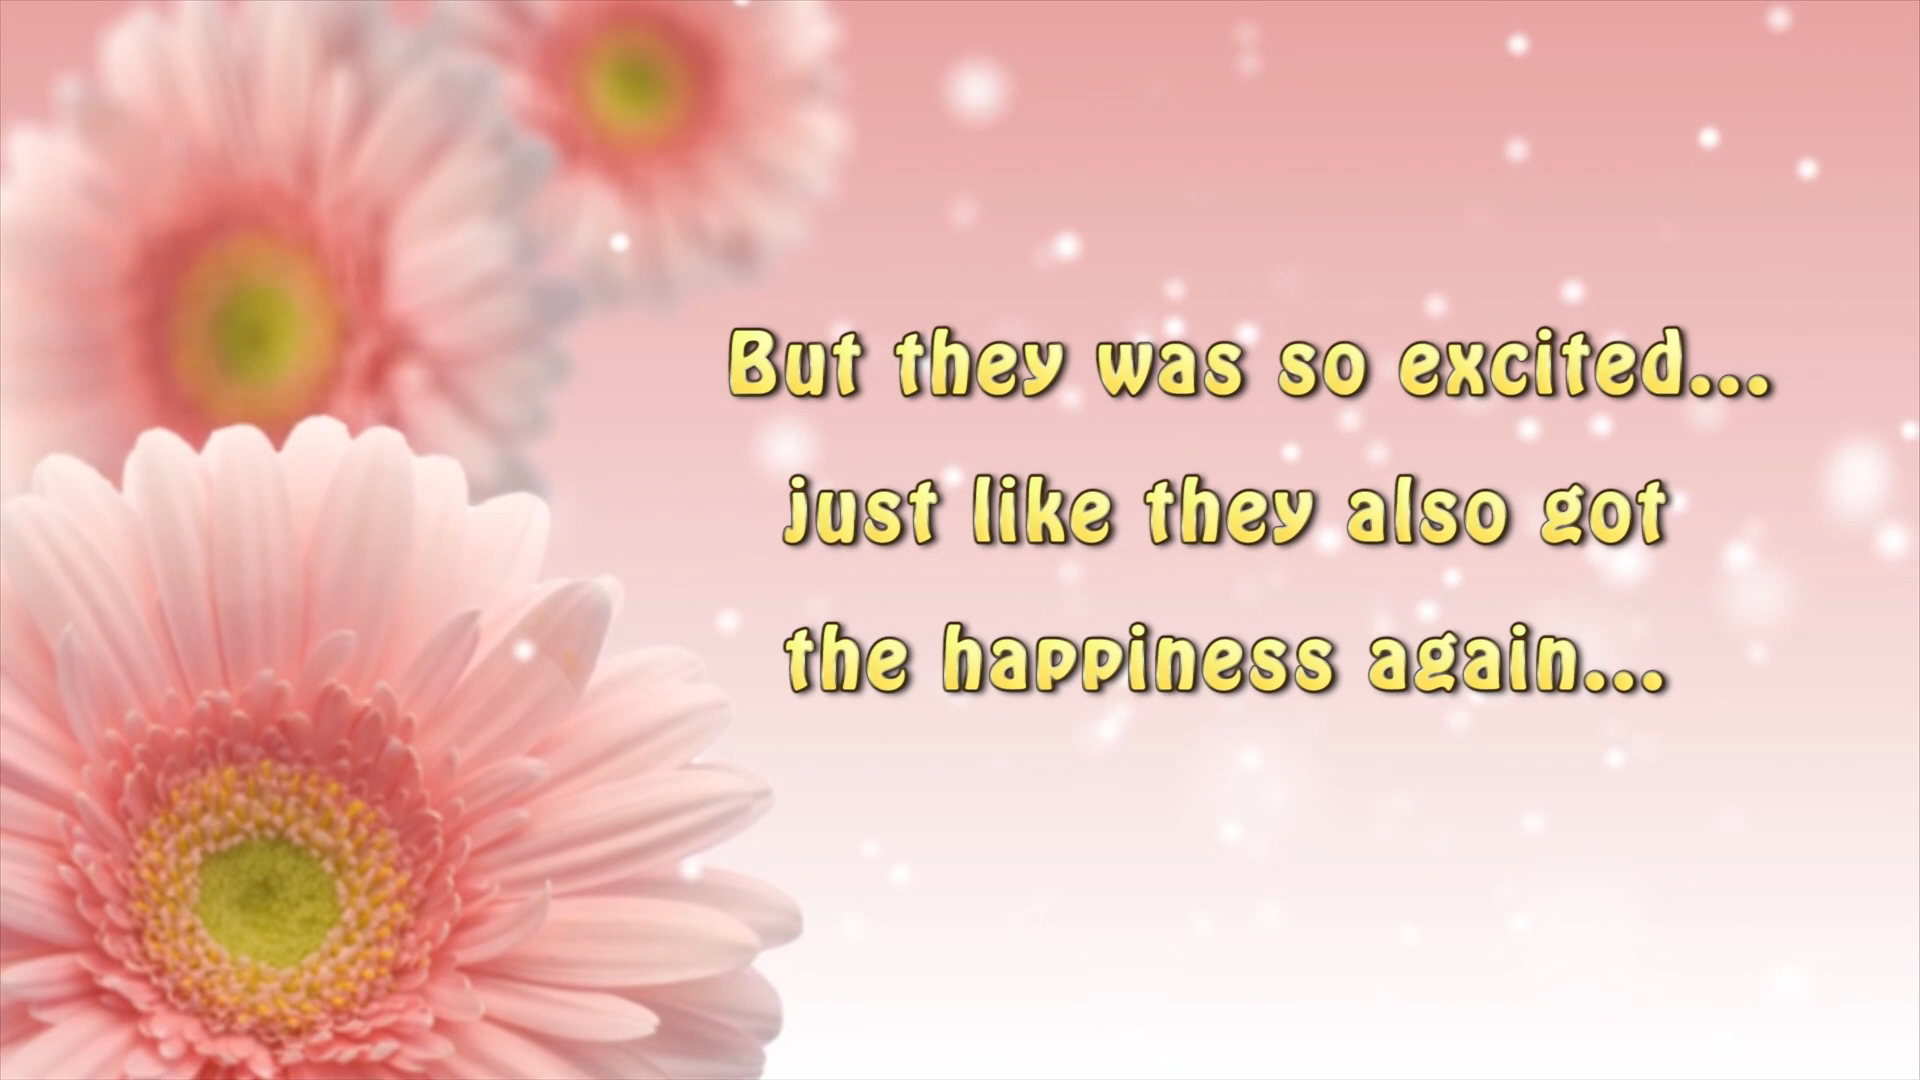 But they was so excited...
just like they also got
the happiness again...